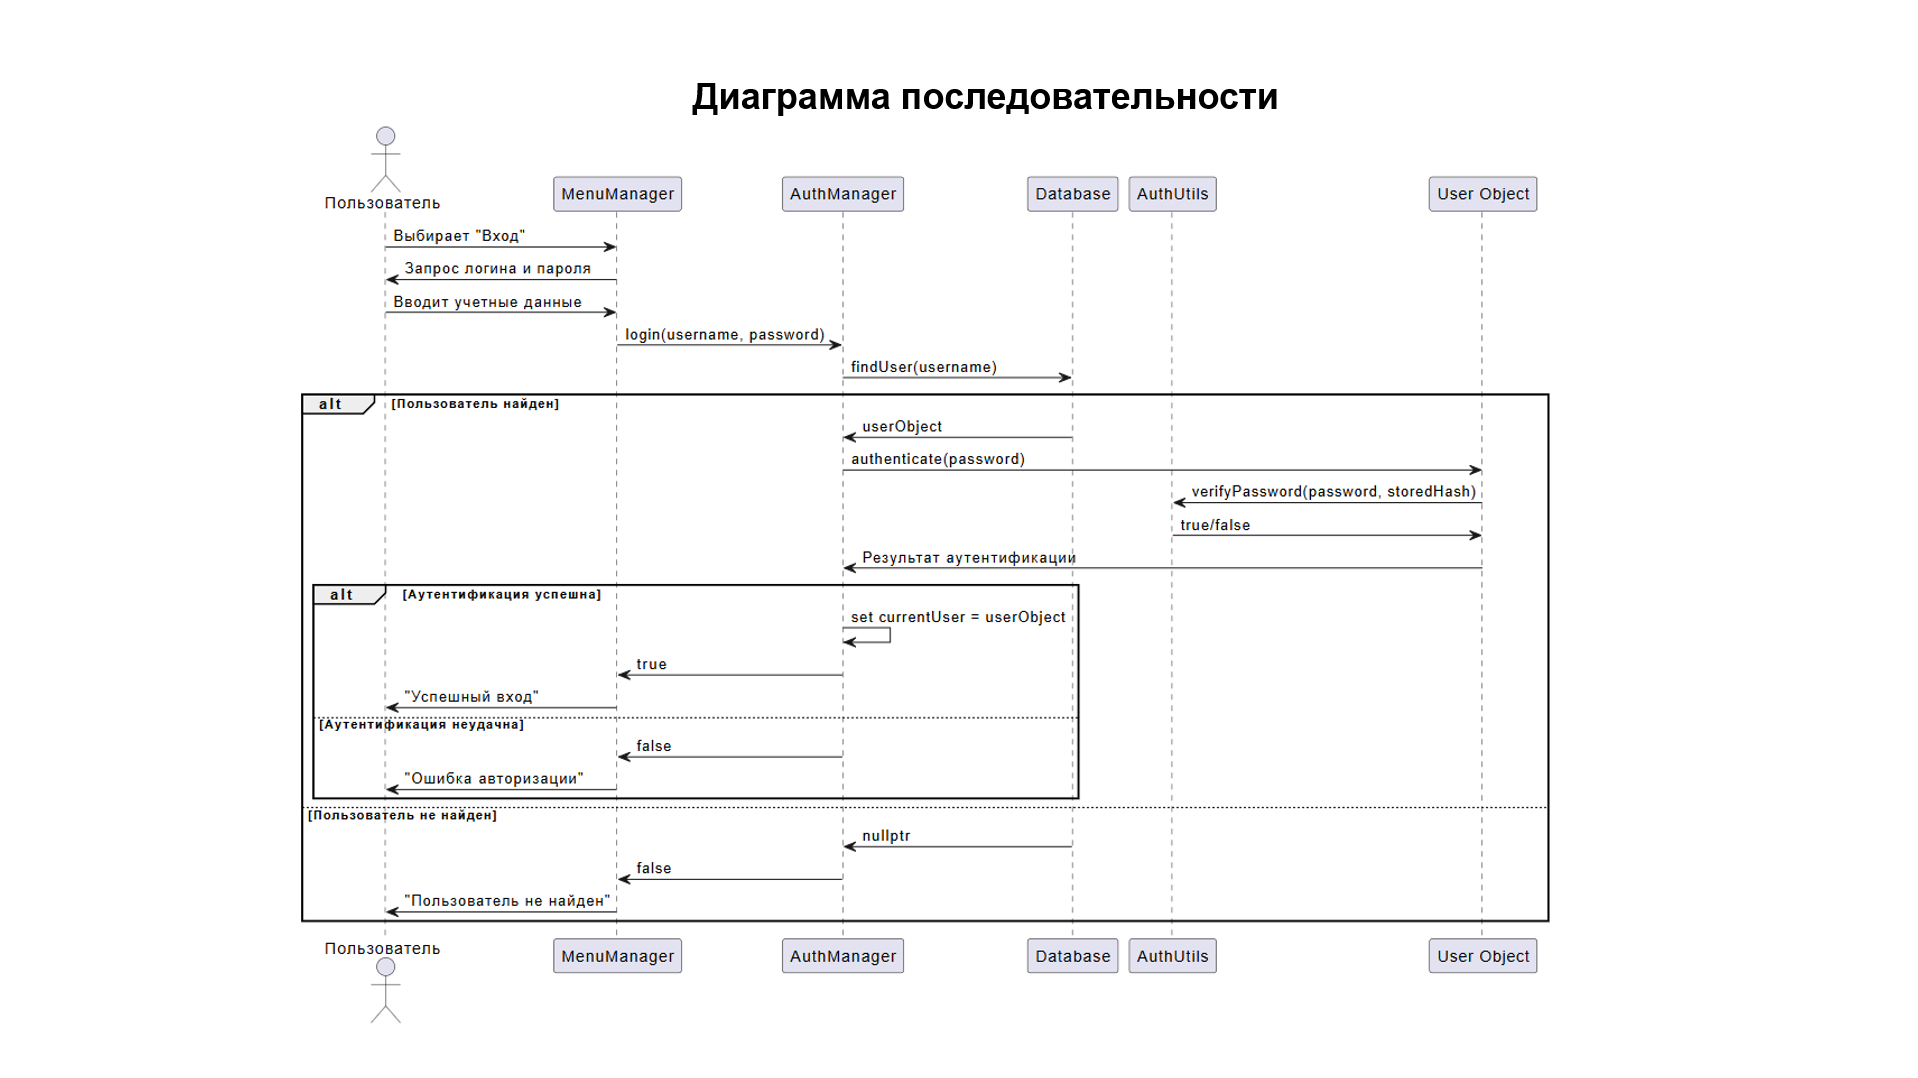 Диаграмма последовательности
Пользователь
MenuManager
AuthManager
Database
AuthUtils
User Object
Выбирает "Вход"
Запрос логина и пароля
Вводит учетные данные
login(username, password)
findUser(username)
alt [Пользователь найден]
userObject
authenticate(password)
verifyPassword(password, storedHash)
true/false
Результат аутентификации
alt [Аутентификация успешна]
set currentUser = userObject
true
"Успешный вход"
[Аутентификация неудачна]
false
"Ошибка авторизации"
[Пользователь не найден]
nullptr
false
"Пользователь не найден"
Пользователь
MenuManager
AuthManager
Database
AuthUtils
User Object